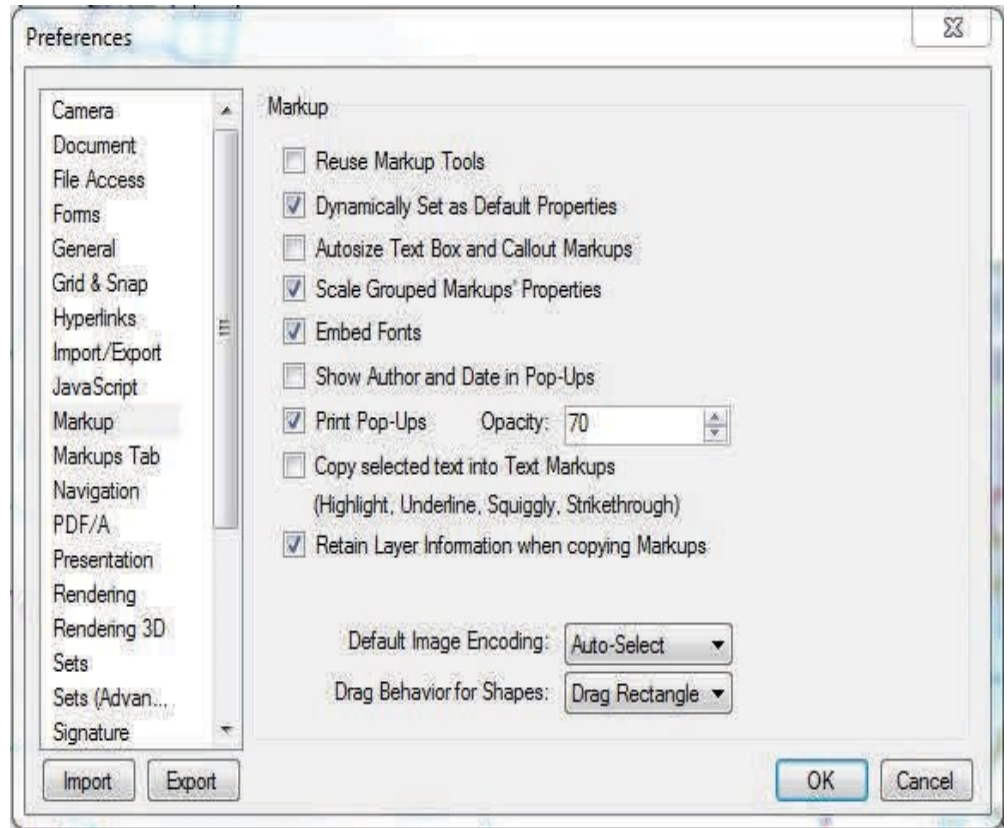 Preferences
Camera
Document
File Access
Forms
General
Grid & Snap
Hyperlinks
Import/Export
JavaScript
Markup
Markups Tab
Navigation
PDF/A
Presentation
Rendering
Rendering 3D
Sets
Sets (Advan...
Signature
Import Export
Markup
Reuse Markup Tools
Dynamically Set as Default Properties
Autosize Text Box and Callout Markups
Scale Grouped Markups' Properties
Embed Fonts
Show Author and Date in Pop-Ups
Print Pop-Ups Opacity: 70
Copy selected text into Text Markups
(Highlight, Underline, Squiggly, Strikethrough)
Retain Layer Information when copying Markups
Default Image Encoding: Auto-Select
Drag Behavior for Shapes: Drag Rectangle
OK Cancel